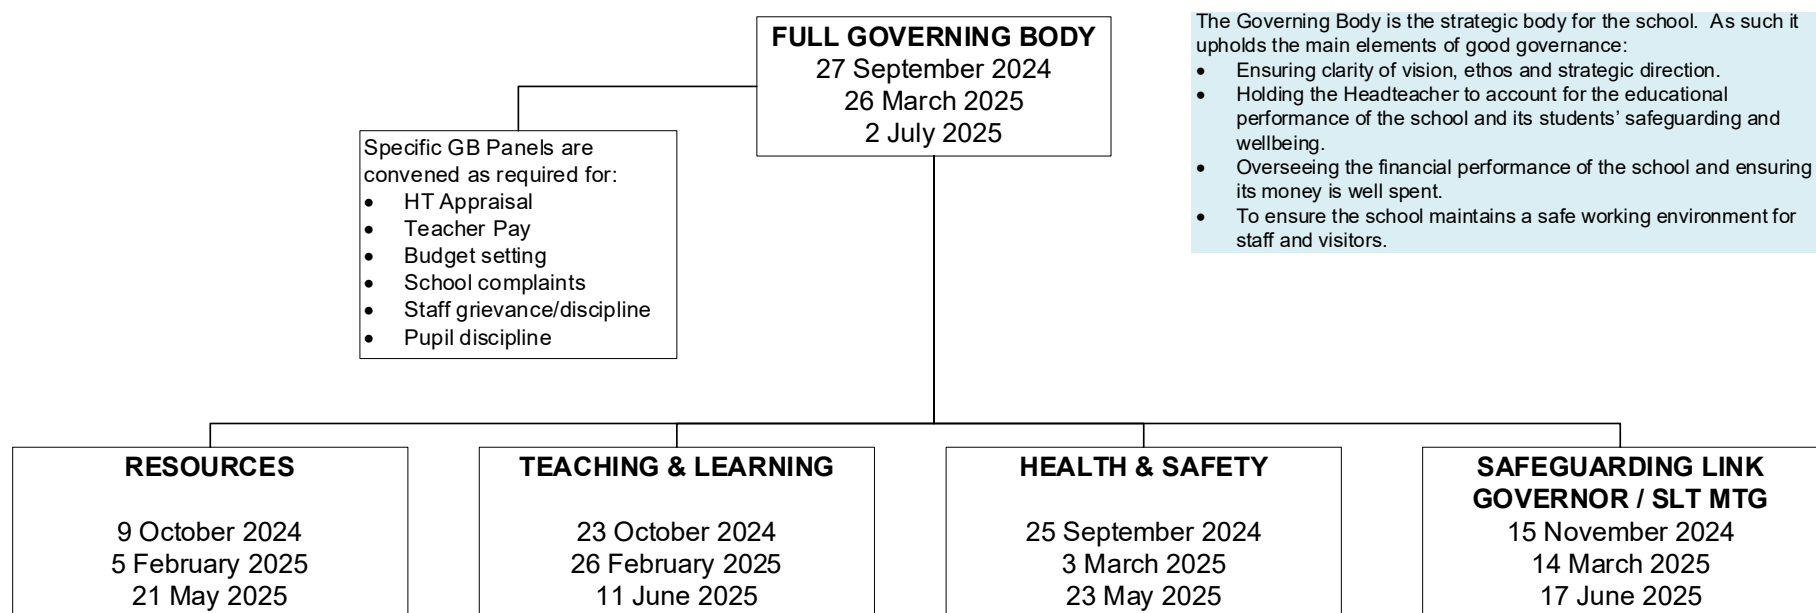 FULL GOVERNING BODY
27 September 2024
26 March 2025
2 July 2025
The Governing Body is the strategic body for the school.  As such it
upholds the main elements of good governance:
• Ensuring clarity of vision, ethos and strategic direction.
• Holding the Headteacher to account for the educational
performance of the school and its students’ safeguarding and
wellbeing.
• Overseeing the financial performance of the school and ensuring
its money is well spent.
• To ensure the school maintains a safe working environment for
staff and visitors.
Specific GB Panels are
convened as required for:
• HT Appraisal
• Teacher Pay
• Budget setting
• School complaints
• Staff grievance/discipline
• Pupil discipline
RESOURCES
9 October 2024
5 February 2025
21 May 2025
TEACHING & LEARNING
23 October 2024
26 February 2025
11 June 2025
HEALTH & SAFETY
25 September 2024
3 March 2025
23 May 2025
SAFEGUARDING LINK
GOVERNOR / SLT MTG
15 November 2024
14 March 2025
17 June 2025